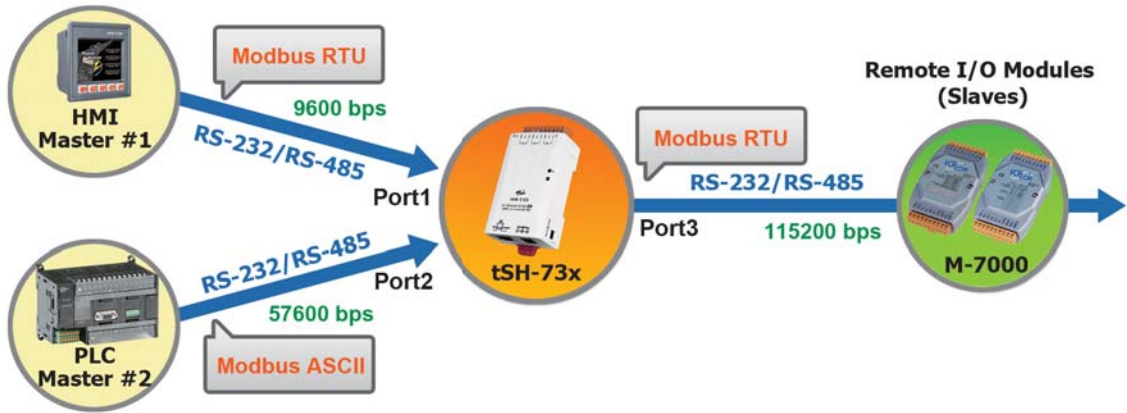 HMI
Master #1
Modbus RTU
9600 bps
RS-232/RS-485
Port1
PLC
Master #2
RS-232/RS-485
57600 bps
Port2
Modbus ASCII
tSH-73x
Modbus RTU
RS-232/RS-485
Port3
115200 bps
Remote I/O Modules
(Slaves)
M-7000